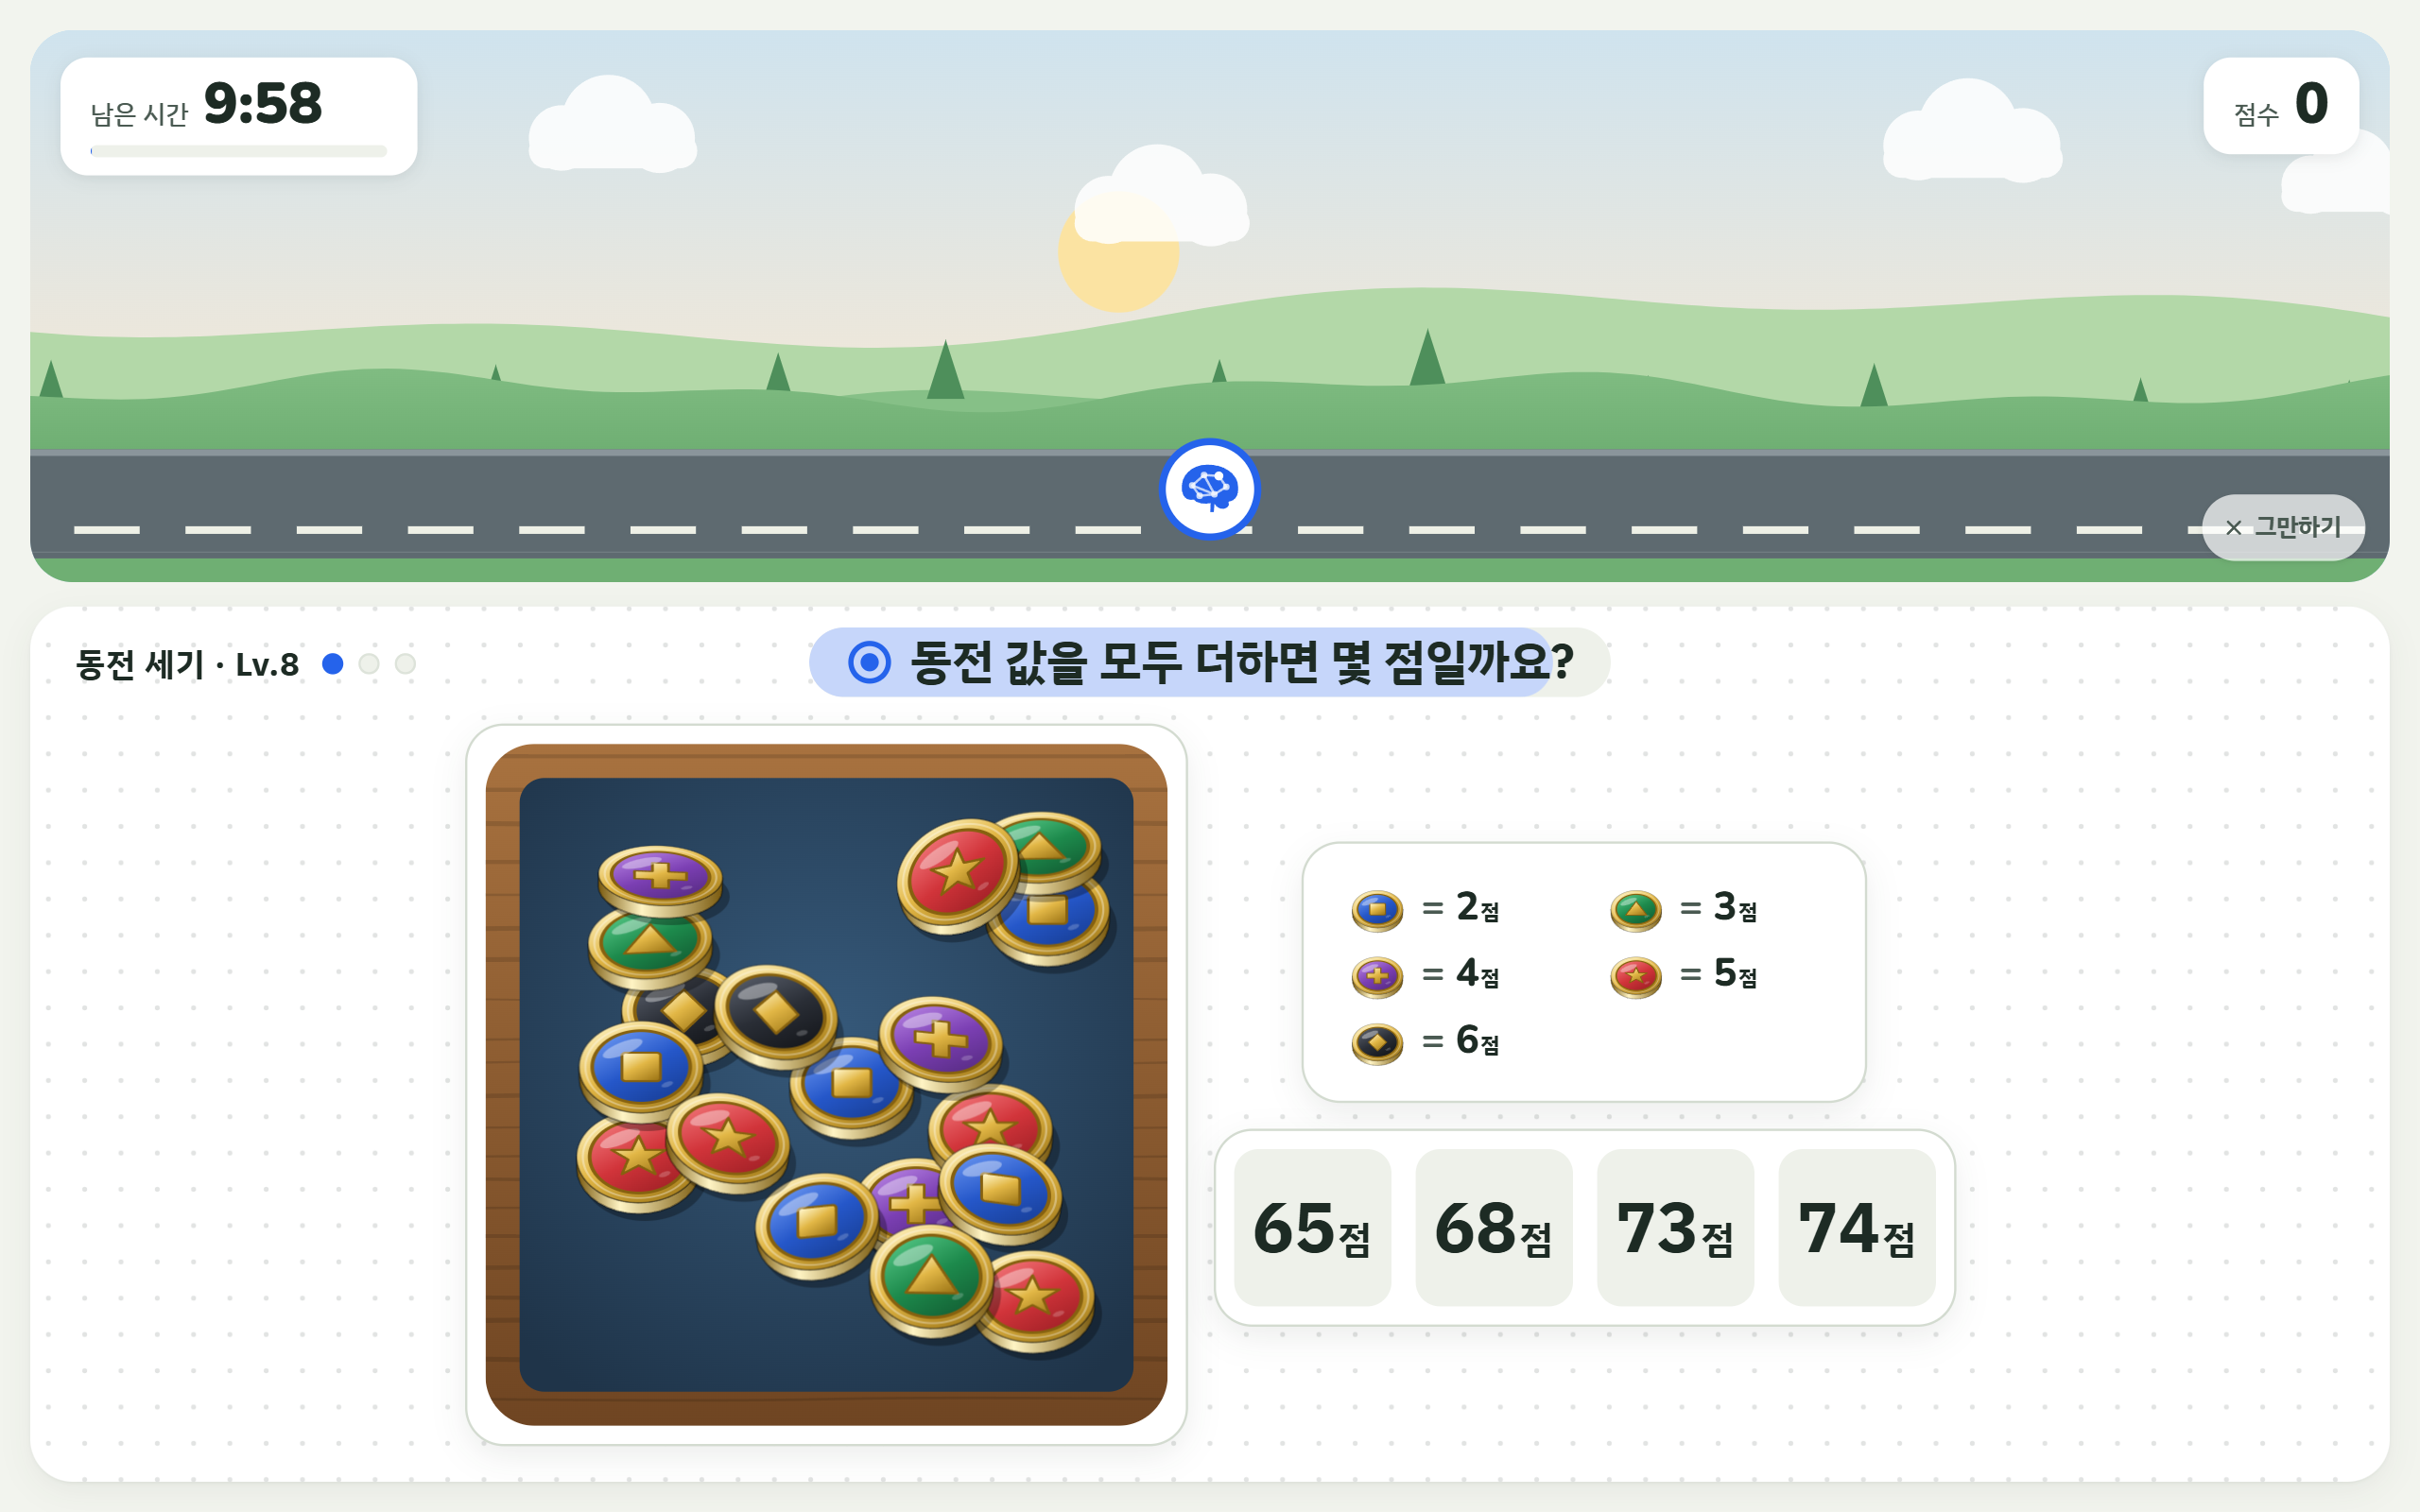 남은 시간 9:58
점수 0
× 그만하기
동전 세기 · Lv.8
동전 값을 모두 더하면 몇 점일까요?
= 2점
= 3점
= 4점
= 5점
= 6점
65점
68점
73점
74점